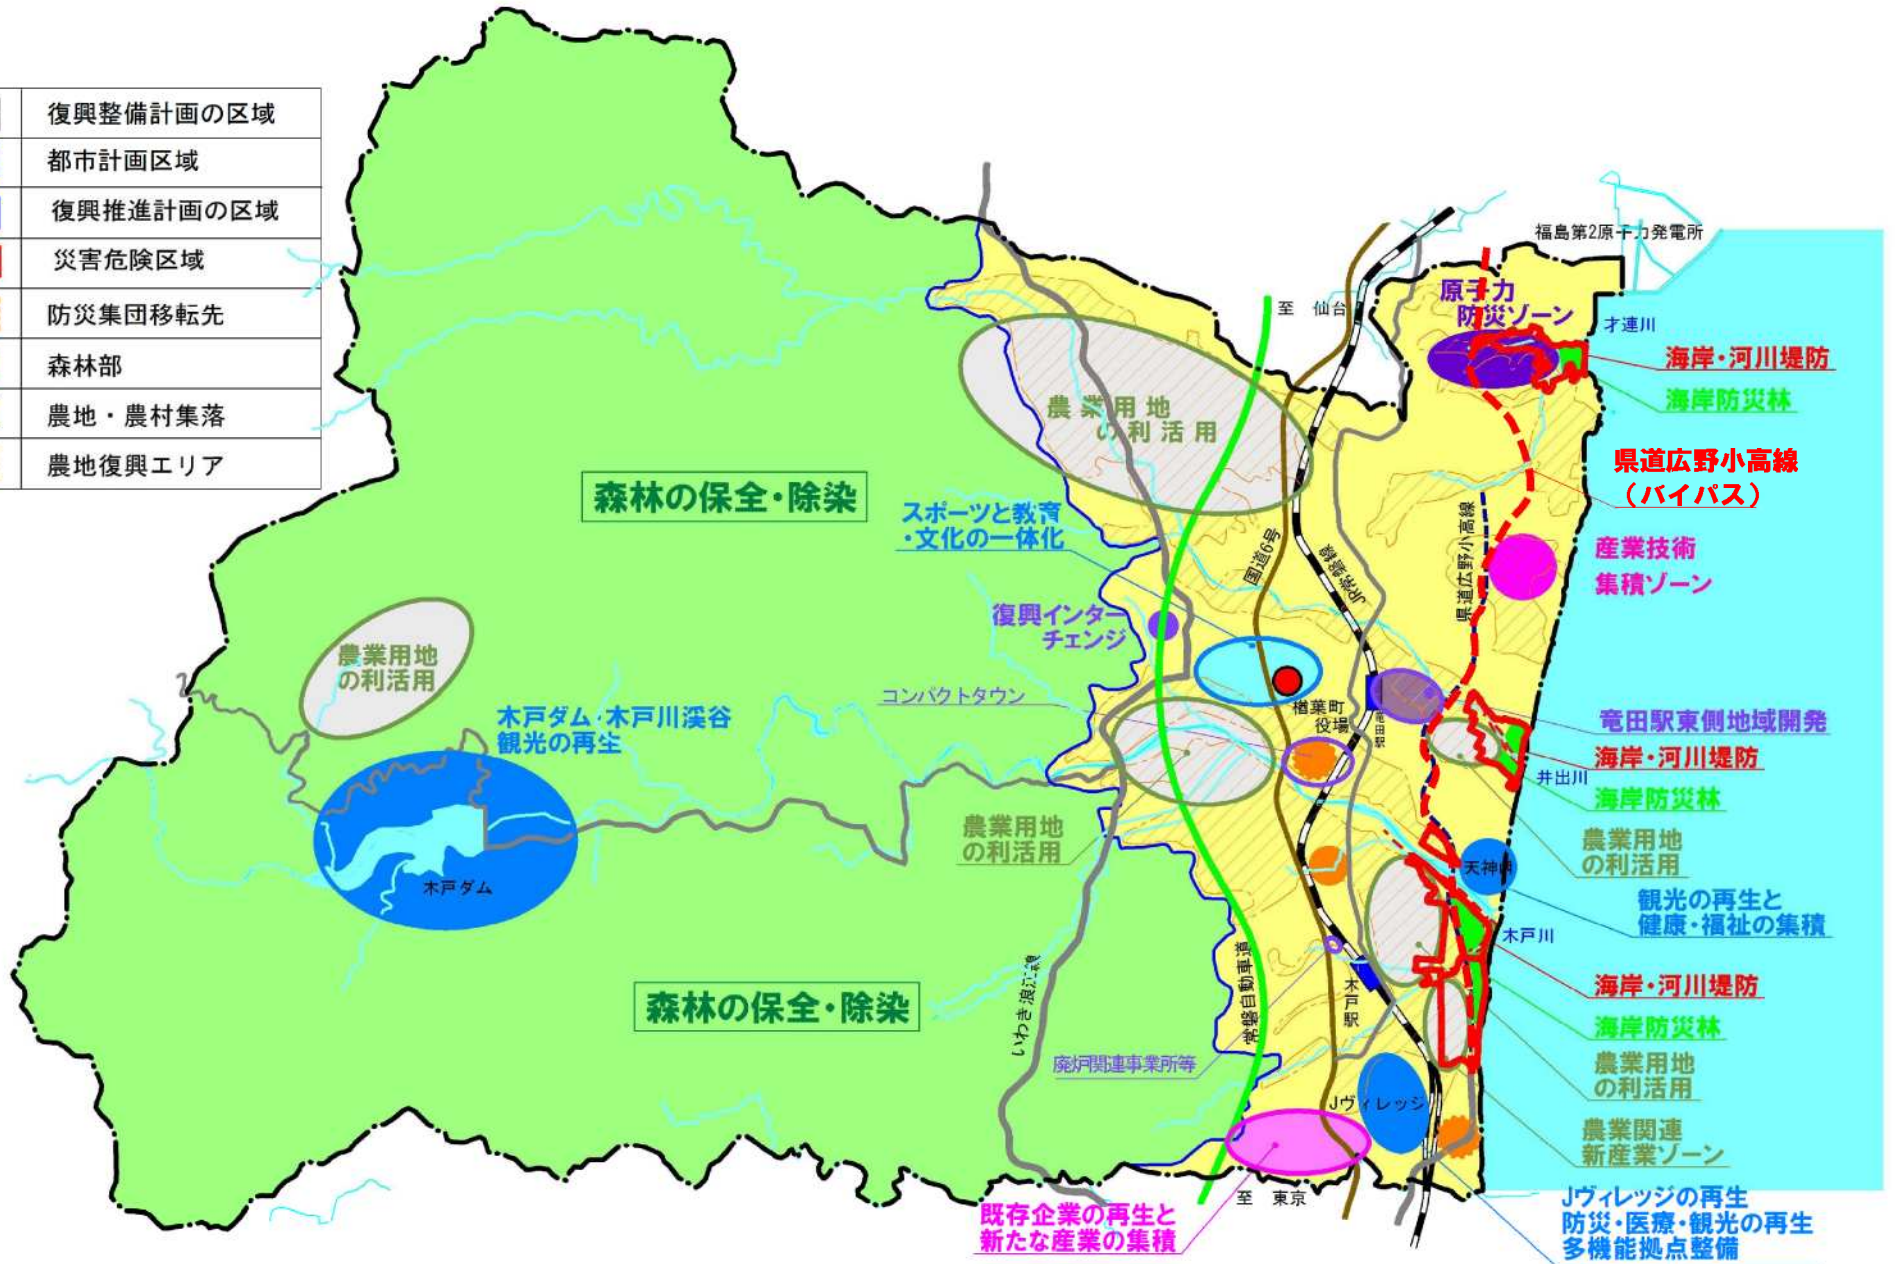 復興整備計画の区域
都市計画区域
復興推進計画の区域
災害危険区域
防災集団移転先
森林部
農地・農村集落
農地復興エリア
福島第2原子力発電所
至 仙台
原子力
防災ゾーン
才連川
海岸・河川堤防
海岸防災林
農業用地
の利活用
県道広野小高線
（バイパス）
森林の保全・除染
スポーツと教育
・文化の一体化
国道6号
JR常磐線
県道広野小高線
産業技術
集積ゾーン
復興インター
チェンジ
農業用地
の利活用
コンパクトタウン
木戸ダム・木戸川渓谷
観光の再生
楢葉町
役場
竜田駅
竜田駅東側地域開発
海岸・河川堤防
井出川
海岸防災林
農業用地
の利活用
農業用地
の利活用
天神岬
木戸ダム
観光の再生と
健康・福祉の集積
木戸川
いわき浪江線
常磐自動車道
木戸駅
海岸・河川堤防
森林の保全・除染
海岸防災林
廃炉関連事業所等
農業用地
の利活用
Jヴィレッジ
農業関連
新産業ゾーン
至 東京
既存企業の再生と
新たな産業の集積
Jヴィレッジの再生
防災・医療・観光の再生
多機能拠点整備